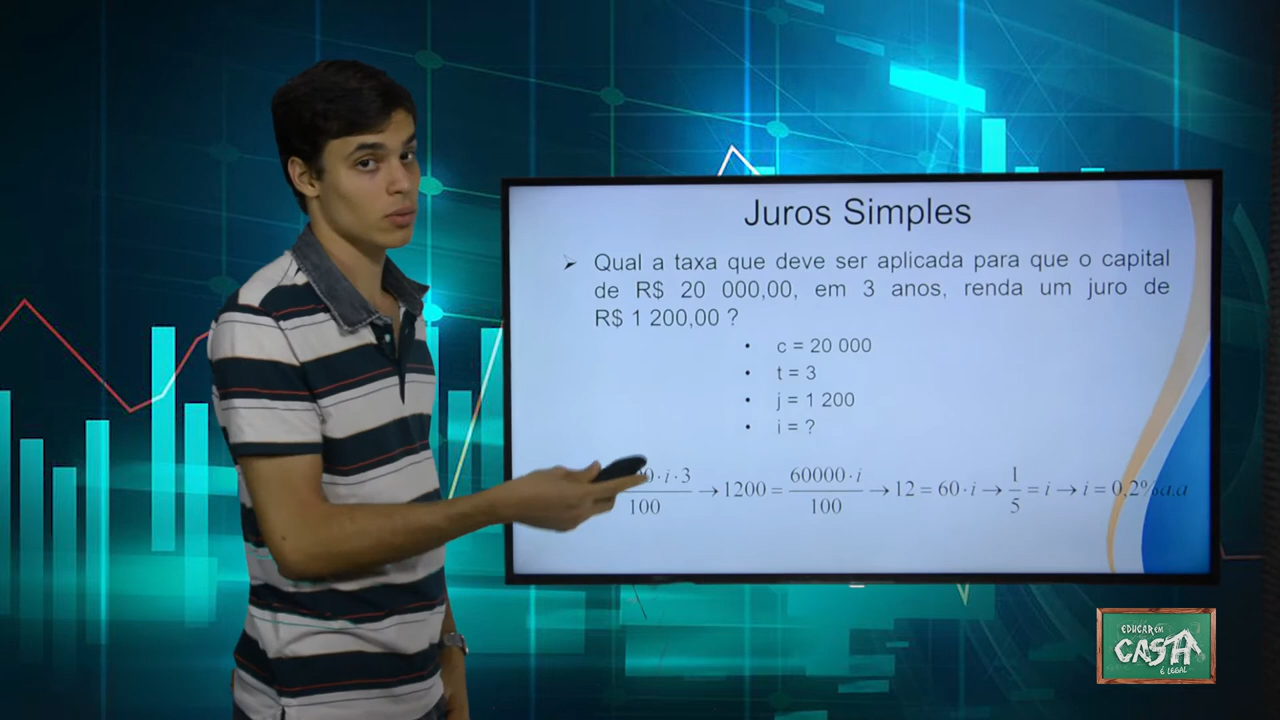 Juros Simples
➤ Qual a taxa que deve ser aplicada para que o capital
de R$ 20 000,00, em 3 anos, renda um juro de
R$ 1 200,00 ?
• c = 20 000
• t = 3
• j = 1 200
• i = ?
0·i·3/100 → 1200 = 60000·i/100 → 12 = 60·i → 1/5 = i → i = 0,2% a.a
EDUCAR EM
CASA
É LEGAL